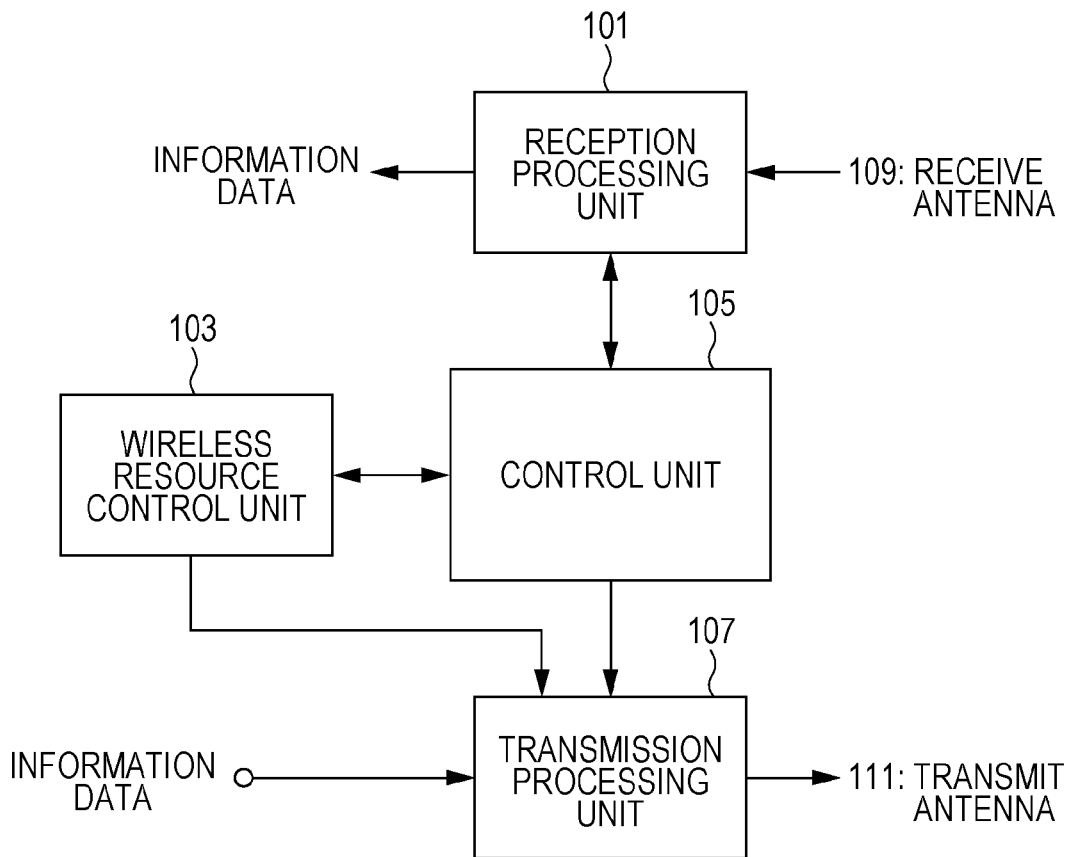 101
RECEPTION
PROCESSING
UNIT
INFORMATION
DATA
109: RECEIVE
ANTENNA
105
103
WIRELESS
RESOURCE
CONTROL UNIT
CONTROL UNIT
107
TRANSMISSION
PROCESSING
UNIT
INFORMATION
DATA
111: TRANSMIT
ANTENNA